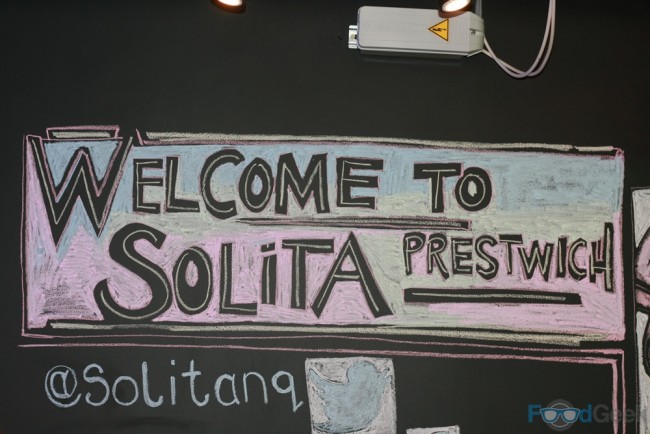 WELCOME TO
SOLiTA PRESTWICH
@Solitanq
FoodGeek